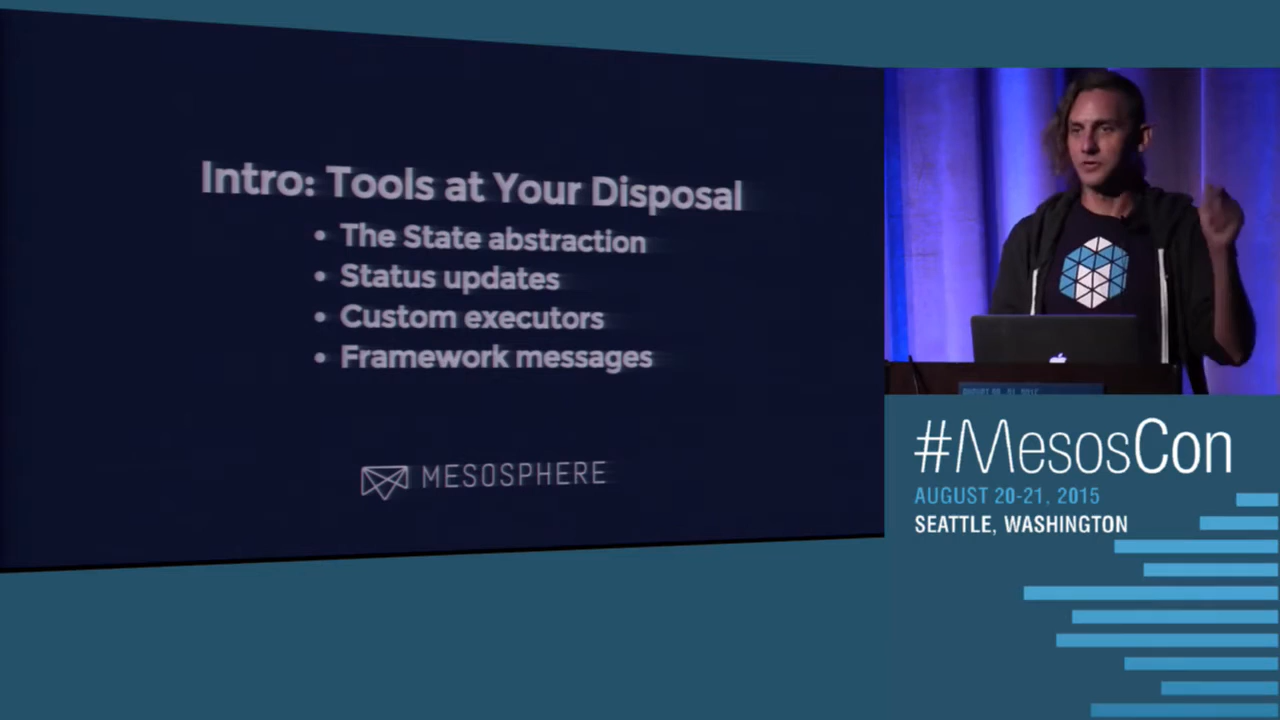 Intro: Tools at Your Disposal
• The State abstraction
• Status updates
• Custom executors
• Framework messages
MESOSPHERE
#MesosCon
AUGUST 20-21, 2015
SEATTLE, WASHINGTON